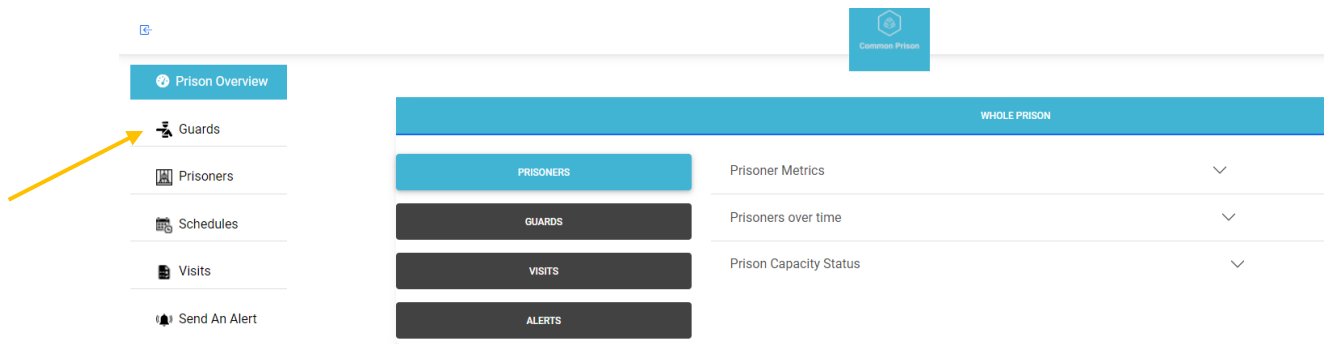 Common Prison
Prison Overview
Guards
Prisoners
Schedules
Visits
Send An Alert
WHOLE PRISON
PRISONERS
GUARDS
VISITS
ALERTS
Prisoner Metrics
Prisoners over time
Prison Capacity Status